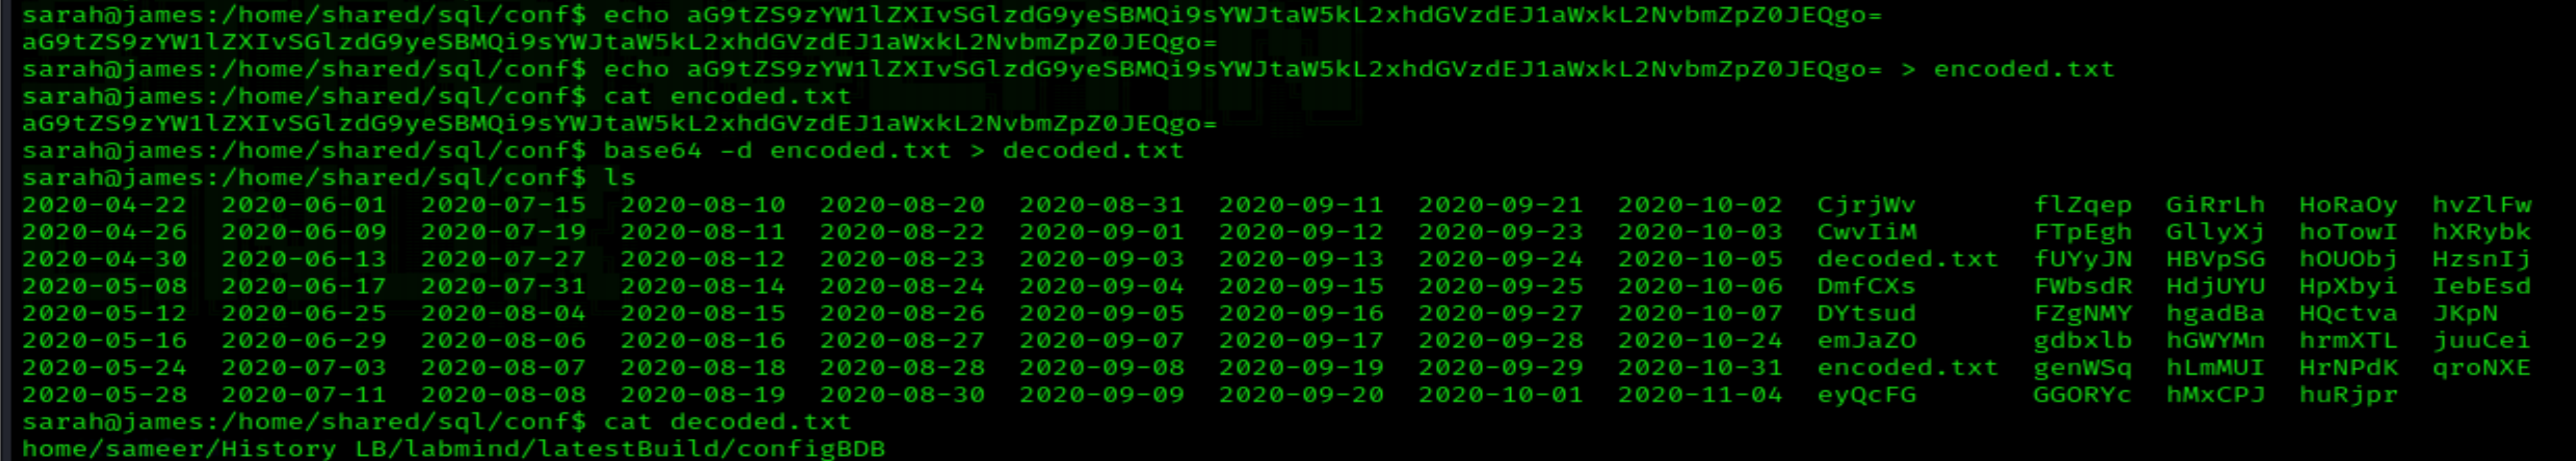 sarah@james:/home/shared/sql/conf$ echo aG9tZS9zYW1lZXIvSGlzdG9yeSBMQi9sYWJtaW5kL2xhdGVzdEJ1aWxkL2NvbmZpZ0JEQgo=
aG9tZS9zYW1lZXIvSGlzdG9yeSBMQi9sYWJtaW5kL2xhdGVzdEJ1aWxkL2NvbmZpZ0JEQgo=
sarah@james:/home/shared/sql/conf$ echo aG9tZS9zYW1lZXIvSGlzdG9yeSBMQi9sYWJtaW5kL2xhdGVzdEJ1aWxkL2NvbmZpZ0JEQgo= > encoded.txt
sarah@james:/home/shared/sql/conf$ cat encoded.txt
aG9tZS9zYW1lZXIvSGlzdG9yeSBMQi9sYWJtaW5kL2xhdGVzdEJ1aWxkL2NvbmZpZ0JEQgo=
sarah@james:/home/shared/sql/conf$ base64 -d encoded.txt > decoded.txt
sarah@james:/home/shared/sql/conf$ ls
2020-04-22 2020-06-01 2020-07-15 2020-08-10 2020-08-20 2020-08-31 2020-09-11 2020-09-21 2020-10-02 CjrjWv flZqep GiRrLh HoRaOy hvZlFw
2020-04-26 2020-06-09 2020-07-19 2020-08-11 2020-08-22 2020-09-01 2020-09-12 2020-09-23 2020-10-03 CwvIiM FTpEgh GllyXj hoTowI hXRybk
2020-04-30 2020-06-13 2020-07-27 2020-08-12 2020-08-23 2020-09-03 2020-09-13 2020-09-24 2020-10-05 decoded.txt fUYyJN HBVpSG hOUObj HzsnIj
2020-05-08 2020-06-17 2020-07-31 2020-08-14 2020-08-24 2020-09-04 2020-09-15 2020-09-25 2020-10-06 DmfCXs FWbsdR HdjUYU HpXbyi IebEsd
2020-05-12 2020-06-25 2020-08-04 2020-08-15 2020-08-26 2020-09-05 2020-09-16 2020-09-27 2020-10-07 DYtsud FZgNMY hgadBa HQctva JKpN
2020-05-16 2020-06-29 2020-08-06 2020-08-16 2020-08-27 2020-09-07 2020-09-17 2020-09-28 2020-10-24 emJaZO gdbxlb hGWYMn hrmXTL juuCei
2020-05-24 2020-07-03 2020-08-07 2020-08-18 2020-08-28 2020-09-08 2020-09-19 2020-09-29 2020-10-31 encoded.txt genWSq hLmMUI HrNPdK qroNXE
2020-05-28 2020-07-11 2020-08-08 2020-08-19 2020-08-30 2020-09-09 2020-09-20 2020-10-01 2020-11-04 eyQcFG GGORYc hMxCPJ huRjpr
sarah@james:/home/shared/sql/conf$ cat decoded.txt
home/sameer/History LB/labmind/latestBuild/configBDB